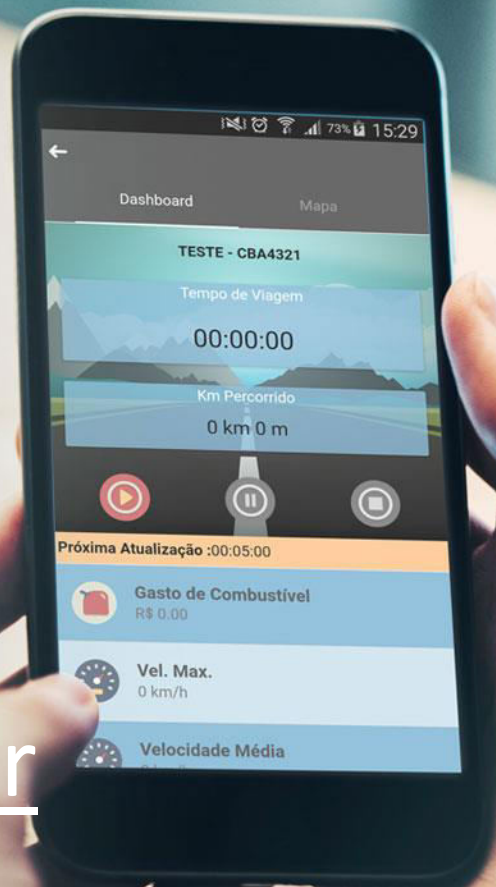 73% 15:29
Dashboard Mapa
TESTE - CBA4321
Tempo de Viagem
00:00:00
Km Percorrido
0 km 0 m
Próxima Atualização :00:05:00
Gasto de Combustível
R$ 0.00
Vel. Max.
0 km/h
Velocidade Média
r